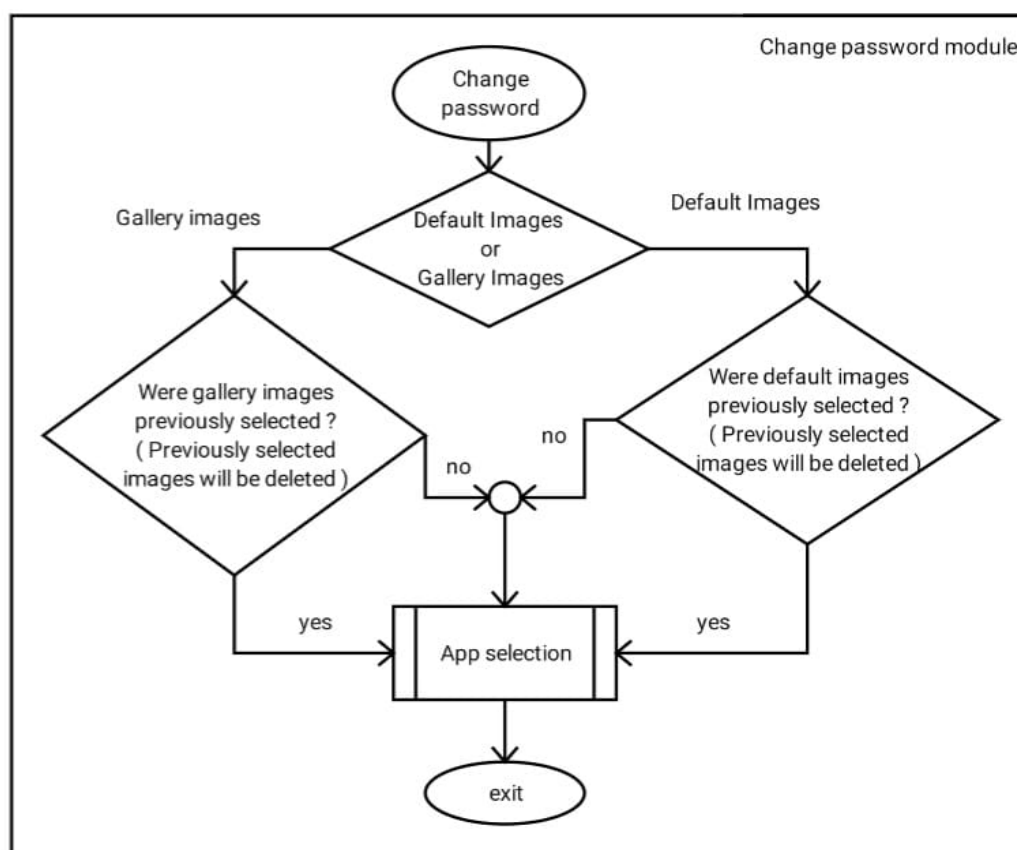 Change password module
Change
password
Gallery images
Default Images
Default Images
or
Gallery Images
Were gallery images
previously selected ?
( Previously selected
images will be deleted )
Were default images
previously selected ?
( Previously selected
images will be deleted )
no
no
yes
App selection
yes
exit